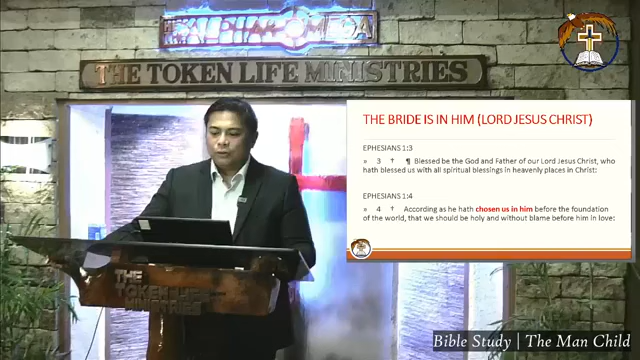 ALPHA OMEGA
THE TOKEN LIFE MINISTRIES
THE BRIDE IS IN HIM (LORD JESUS CHRIST)
EPHESIANS 1:3
» 3 † ¶ Blessed be the God and Father of our Lord Jesus Christ, who
hath blessed us with all spiritual blessings in heavenly places in Christ:
EPHESIANS 1:4
» 4 † According as he hath chosen us in him before the foundation
of the world, that we should be holy and without blame before him in love:
THE
TOKEN LIFE
MINISTRIES
Bible Study | The Man Child